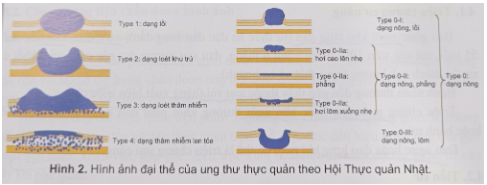 Type 1: dạng lồi
Type 2: dạng loét khu trú
Type 3: dạng loét thâm nhiễm
Type 4: dạng thâm nhiễm lan tỏa
Type 0-I:
dạng nông, lồi
Type 0-IIa:
hơi cao lên nhẹ
Type 0-IIa:
phẳng
Type 0-IIa:
hơi lõm xuống nhẹ
Type 0-II:
dạng nông, phẳng
Type 0:
dạng nông
Type 0-III:
dạng nông, lõm
Hình 2. Hình ảnh đại thể của ung thư thực quản theo Hội Thực quản Nhật.